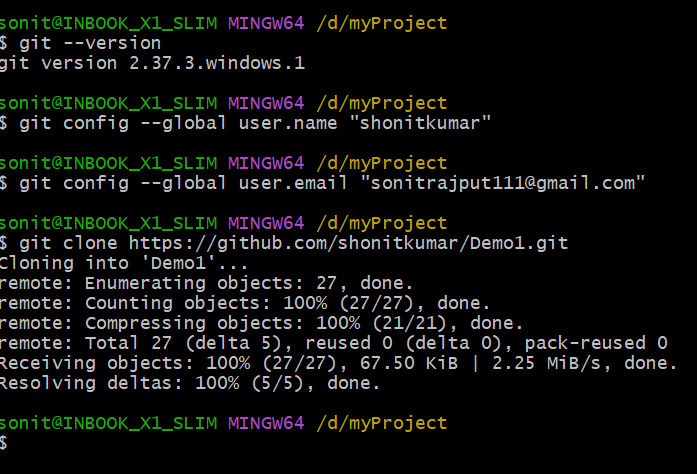 sonit@INBOOK_X1_SLIM MINGW64 /d/myProject
$ git --version
git version 2.37.3.windows.1
sonit@INBOOK_X1_SLIM MINGW64 /d/myProject
$ git config --global user.name "shonitkumar"
sonit@INBOOK_X1_SLIM MINGW64 /d/myProject
$ git config --global user.email "sonitrajput111@gmail.com"
sonit@INBOOK_X1_SLIM MINGW64 /d/myProject
$ git clone https://github.com/shonitkumar/Demo1.git
Cloning into 'Demo1'...
remote: Enumerating objects: 27, done.
remote: Counting objects: 100% (27/27), done.
remote: Compressing objects: 100% (21/21), done.
remote: Total 27 (delta 5), reused 0 (delta 0), pack-reused 0
Receiving objects: 100% (27/27), 67.50 KiB | 2.25 MiB/s, done.
Resolving deltas: 100% (5/5), done.
sonit@INBOOK_X1_SLIM MINGW64 /d/myProject
$